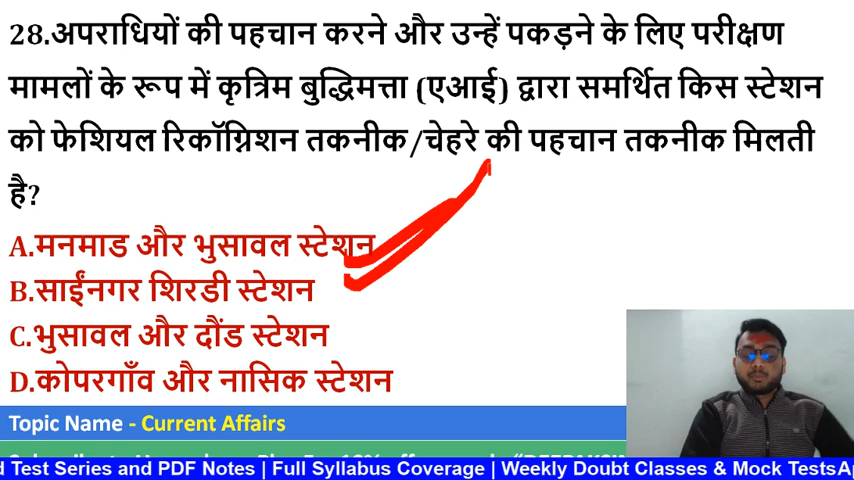 28.अपराधियों की पहचान करने और उन्हें पकड़ने के लिए परीक्षण
मामलों के रूप में कृत्रिम बुद्धिमत्ता (एआई) द्वारा समर्थित किस स्टेशन
को फेशियल रिकॉग्निशन तकनीक/चेहरे की पहचान तकनीक मिलती
है?
A.मनमाड और भुसावल स्टेशन
B.साईंनगर शिरडी स्टेशन
C.भुसावल और दौंड स्टेशन
D.कोपरगाँव और नासिक स्टेशन
Topic Name - Current Affairs
d Test Series and PDF Notes | Full Syllabus Coverage | Weekly Doubt Classes & Mock TestsA